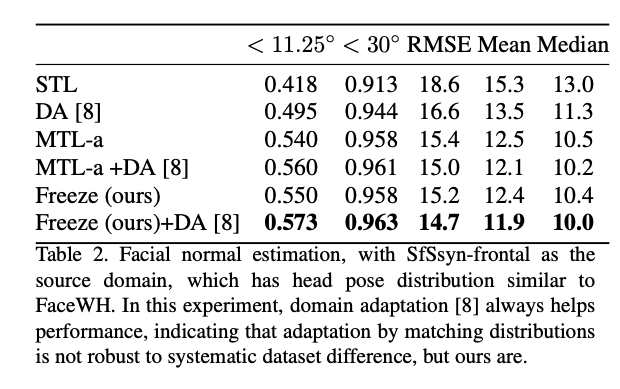 < 11.25° < 30° RMSE Mean Median
STL 0.418 0.913 18.6 15.3 13.0
DA [8] 0.495 0.944 16.6 13.5 11.3
MTL-a 0.540 0.958 15.4 12.5 10.5
MTL-a +DA [8] 0.560 0.961 15.0 12.1 10.2
Freeze (ours) 0.550 0.958 15.2 12.4 10.4
Freeze (ours)+DA [8] 0.573 0.963 14.7 11.9 10.0
Table 2. Facial normal estimation, with SfSsyn-frontal as the
source domain, which has head pose distribution similar to
FaceWH. In this experiment, domain adaptation [8] always helps
performance, indicating that adaptation by matching distributions
is not robust to systematic dataset difference, but ours are.